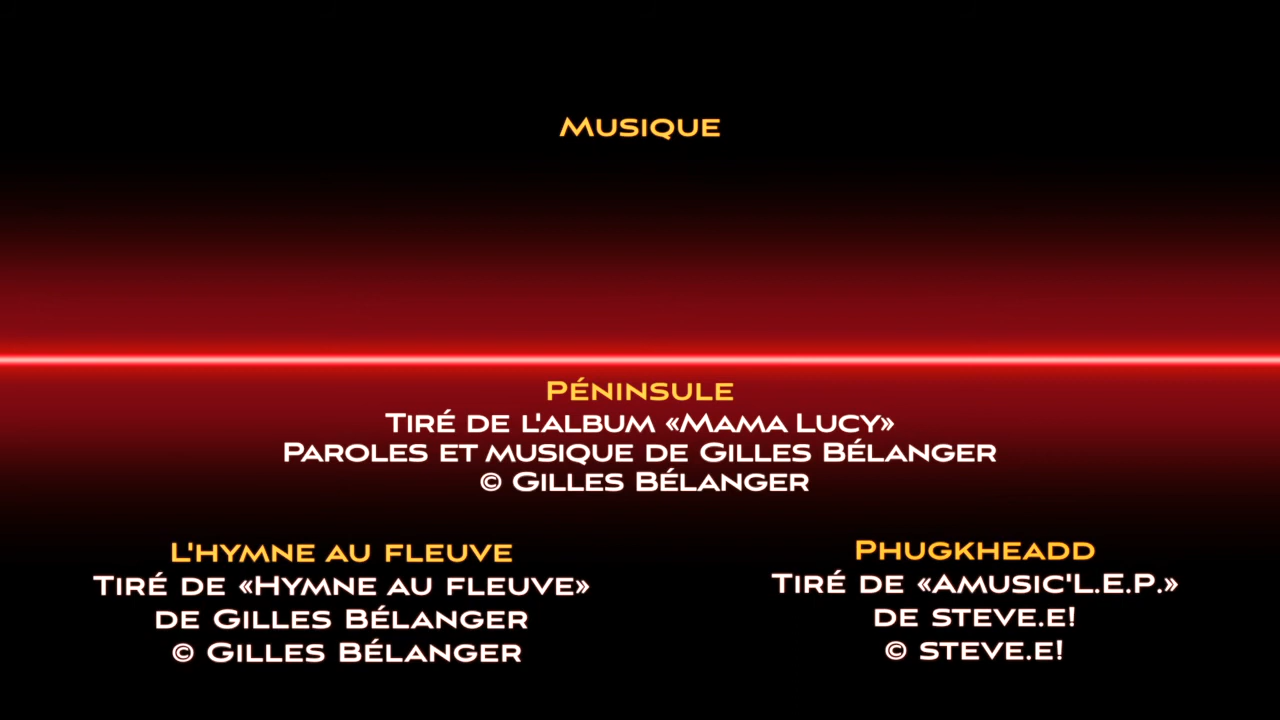 Musique
Péninsule
Tiré de l'album «Mama Lucy»
Paroles et musique de Gilles Bélanger
© Gilles Bélanger
L'hymne au fleuve
Tiré de «Hymne au fleuve»
de Gilles Bélanger
© Gilles Bélanger
Phugkheadd
Tiré de «Amusic'L.E.P.»
de steve.e!
© steve.e!